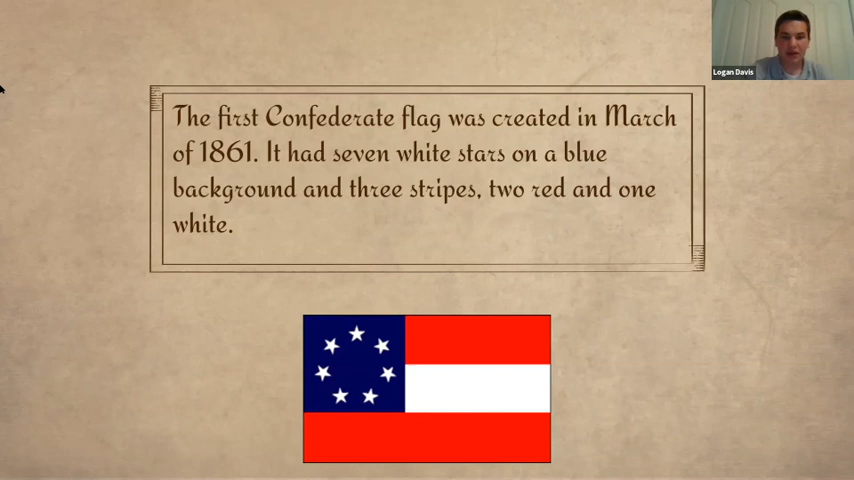 Logan Davis
The first Confederate flag was created in March
of 1861. It had seven white stars on a blue
background and three stripes, two red and one
white.